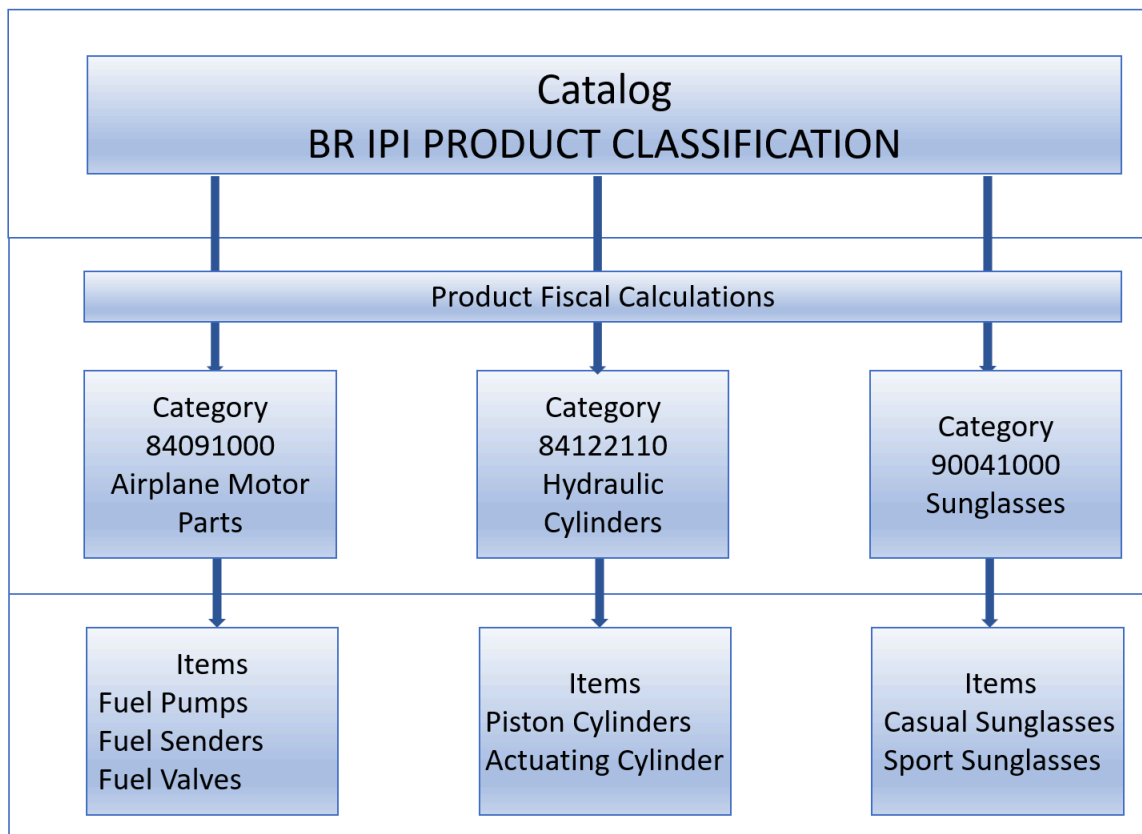 Catalog
BR IPI PRODUCT CLASSIFICATION
Product Fiscal Calculations
Category
84091000
Airplane Motor
Parts
Category
84122110
Hydraulic
Cylinders
Category
90041000
Sunglasses
Items
Fuel Pumps
Fuel Senders
Fuel Valves
Items
Piston Cylinders
Actuating Cylinder
Items
Casual Sunglasses
Sport Sunglasses